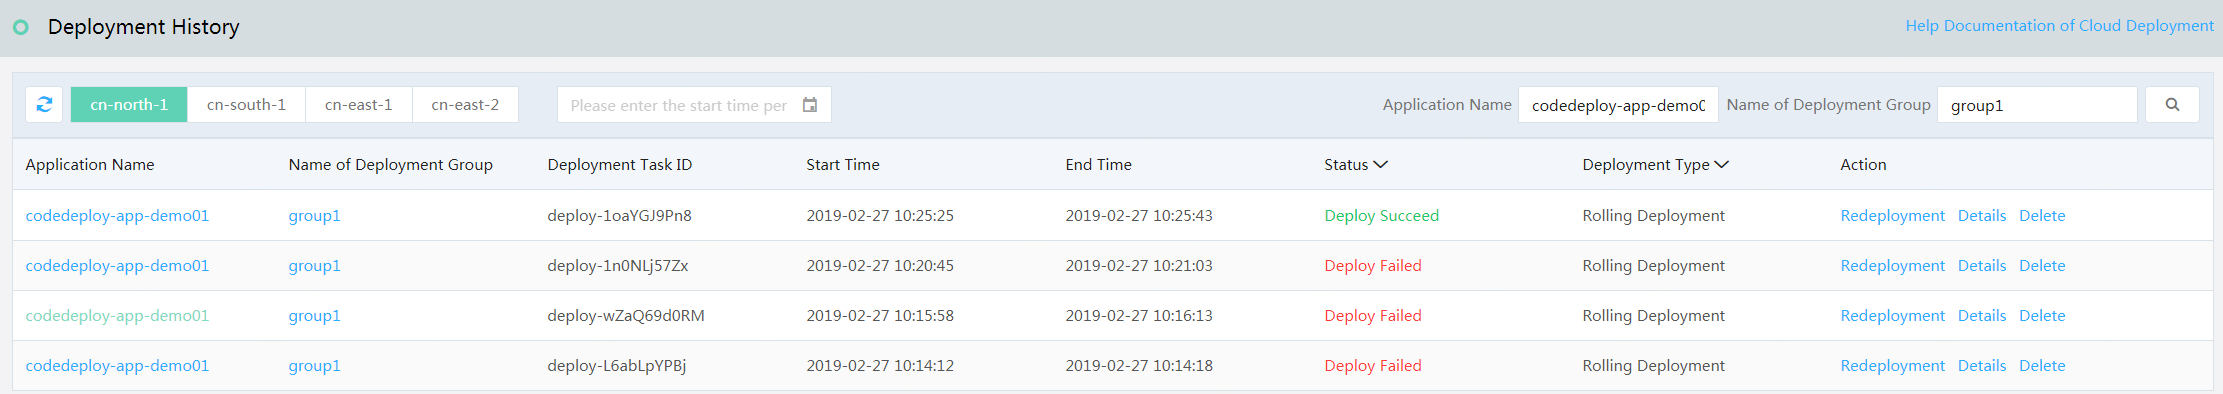 Deployment History
Help Documentation of Cloud Deployment
cn-north-1 cn-south-1 cn-east-1 cn-east-2 Please enter the start time per Application Name codedeploy-app-demo0 Name of Deployment Group group1
Application Name Name of Deployment Group Deployment Task ID Start Time End Time Status Deployment Type Action
codedeploy-app-demo01 group1 deploy-1oaYGJ9Pn8 2019-02-27 10:25:25 2019-02-27 10:25:43 Deploy Succeed Rolling Deployment Redeployment Details Delete
codedeploy-app-demo01 group1 deploy-1n0NLj57Zx 2019-02-27 10:20:45 2019-02-27 10:21:03 Deploy Failed Rolling Deployment Redeployment Details Delete
codedeploy-app-demo01 group1 deploy-wZaQ69d0RM 2019-02-27 10:15:58 2019-02-27 10:16:13 Deploy Failed Rolling Deployment Redeployment Details Delete
codedeploy-app-demo01 group1 deploy-L6abLpYPBj 2019-02-27 10:14:12 2019-02-27 10:14:18 Deploy Failed Rolling Deployment Redeployment Details Delete